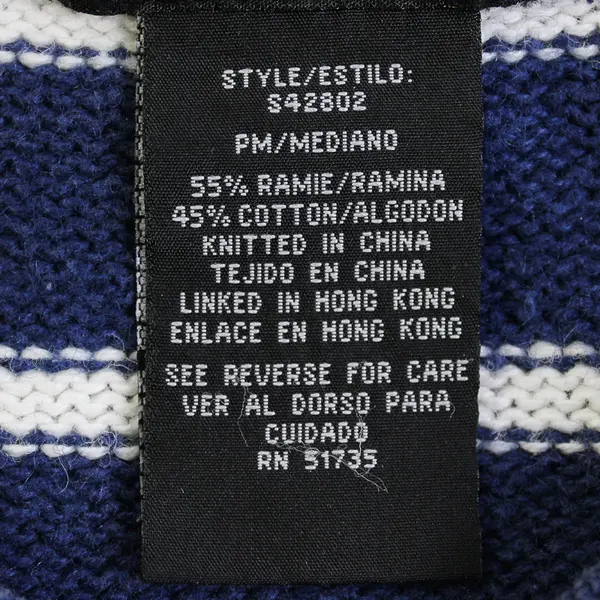 STYLE/ESTILO:
S42802
PM/MEDIANO
55% RAMIE/RAMINA
45% COTTON/ALGODON
KNITTED IN CHINA
TEJIDO EN CHINA
LINKED IN HONG KONG
ENLACE EN HONG KONG
SEE REVERSE FOR CARE
VER AL DORSO PARA
CUIDADO
RN 51735